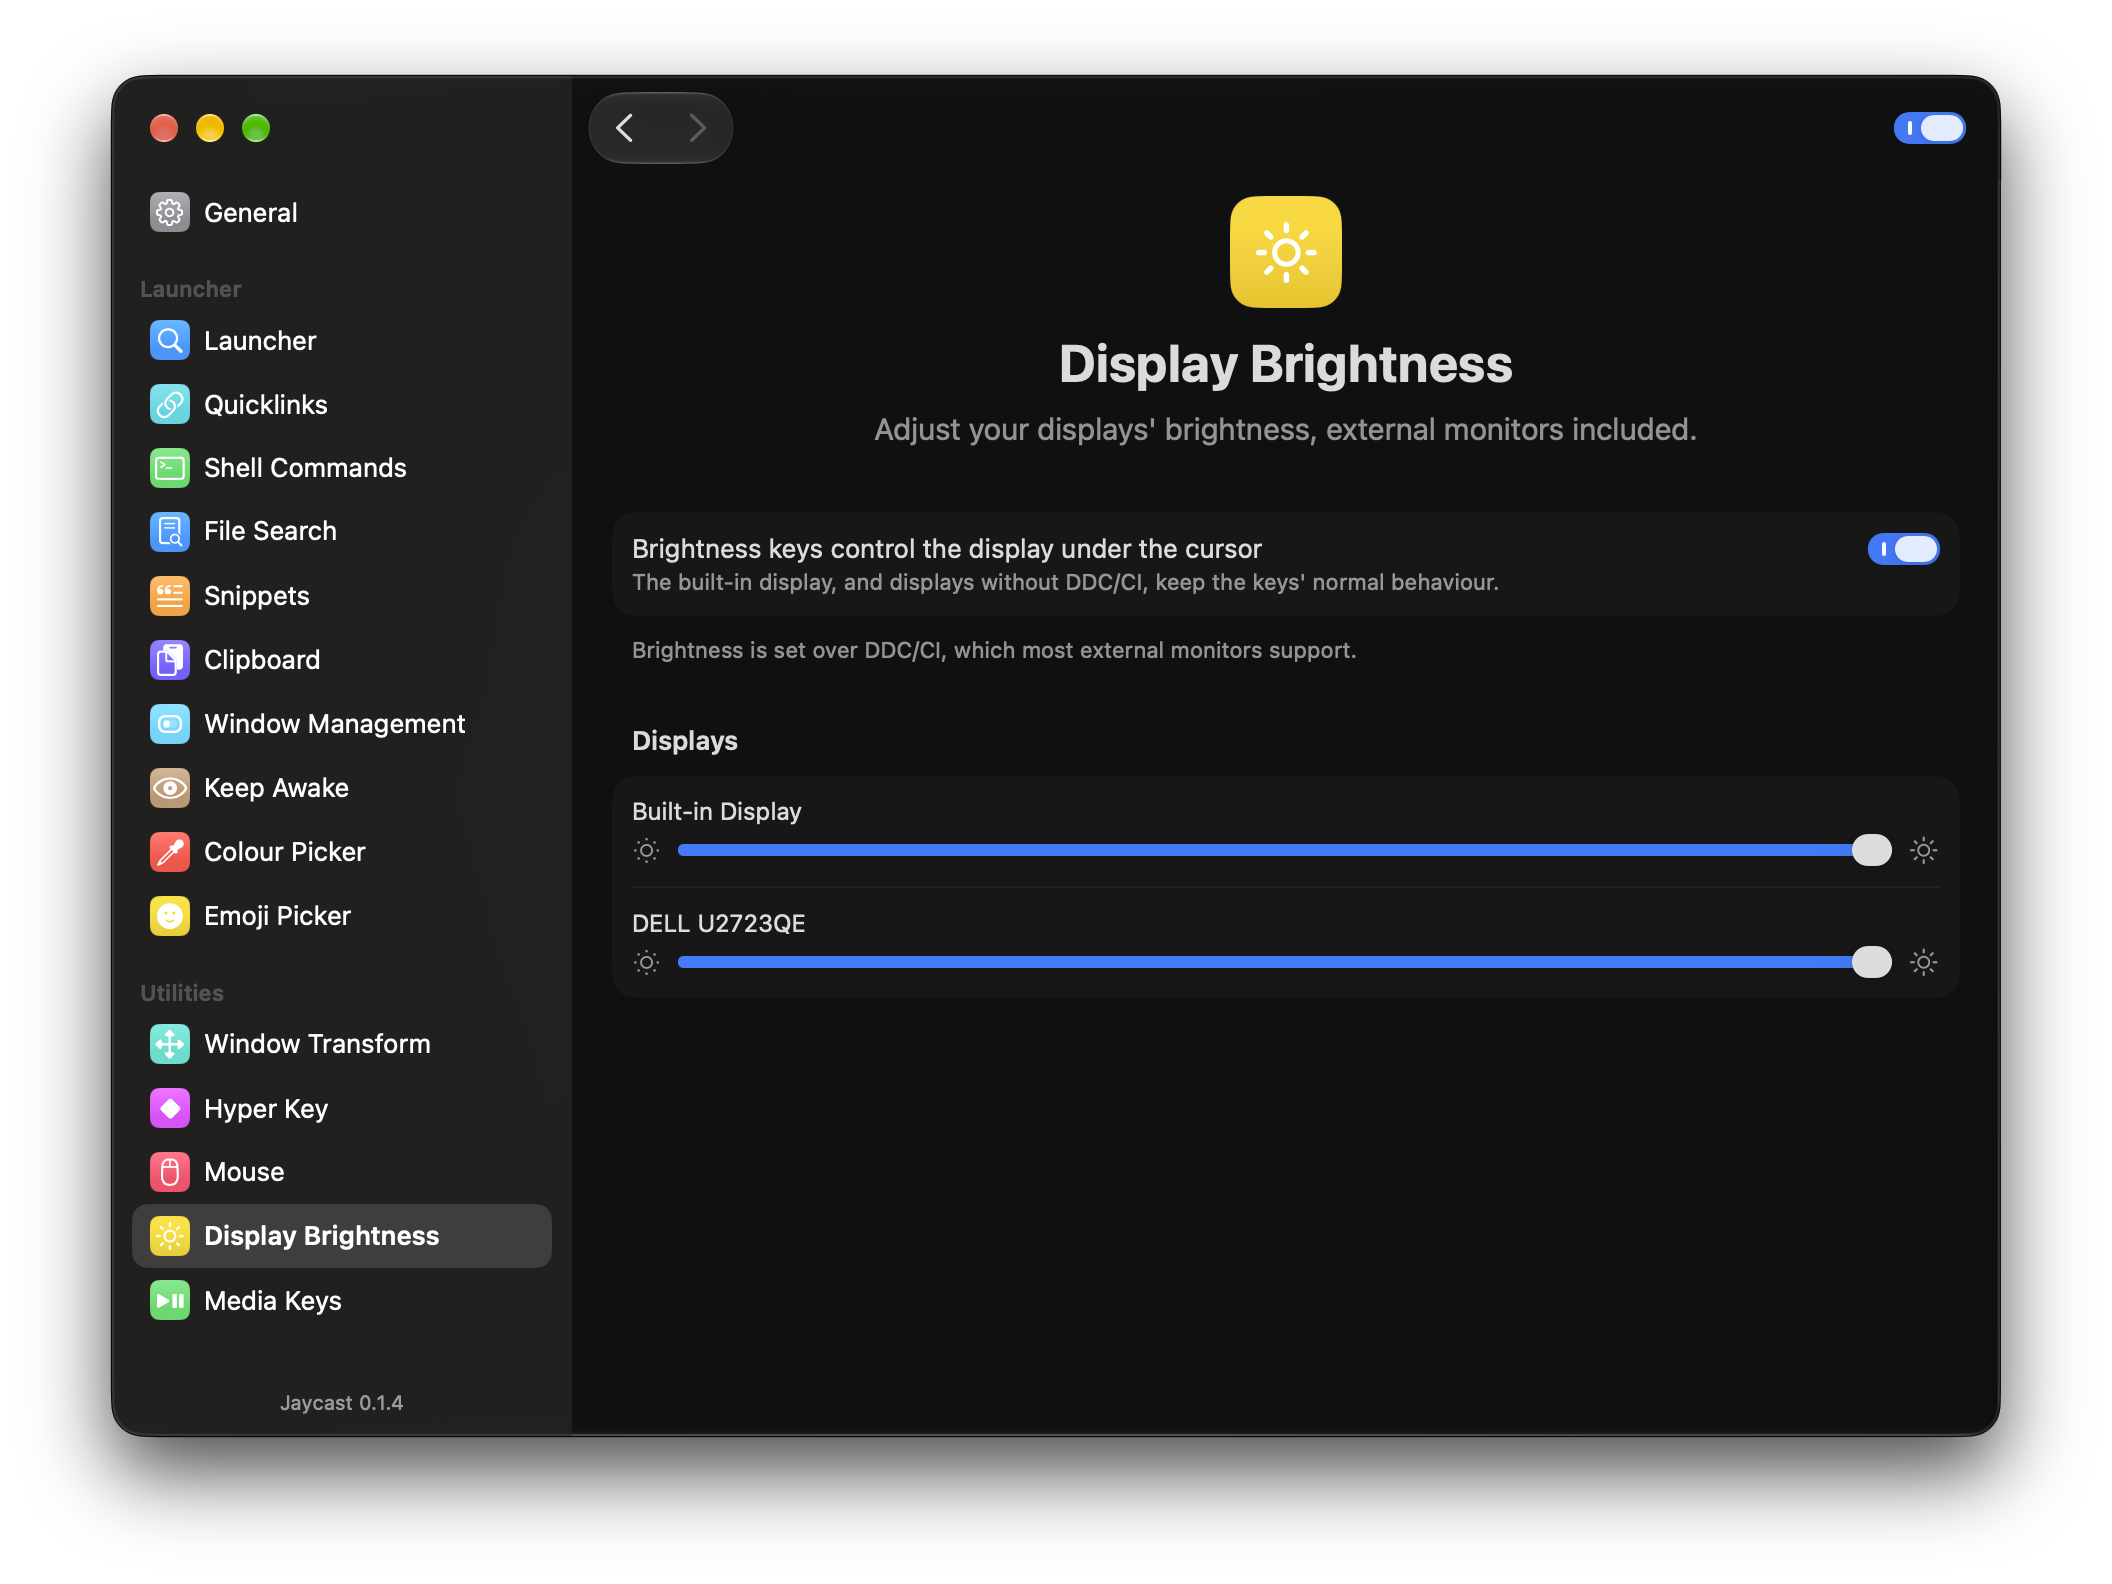 General
Launcher
Launcher
Quicklinks
Shell Commands
File Search
Snippets
Clipboard
Window Management
Keep Awake
Colour Picker
Emoji Picker
Utilities
Window Transform
Hyper Key
Mouse
Display Brightness
Media Keys
Jaycast 0.1.4
Display Brightness
Adjust your displays' brightness, external monitors included.
Brightness keys control the display under the cursor
The built-in display, and displays without DDC/CI, keep the keys' normal behaviour.
Brightness is set over DDC/CI, which most external monitors support.
Displays
Built-in Display
DELL U2723QE